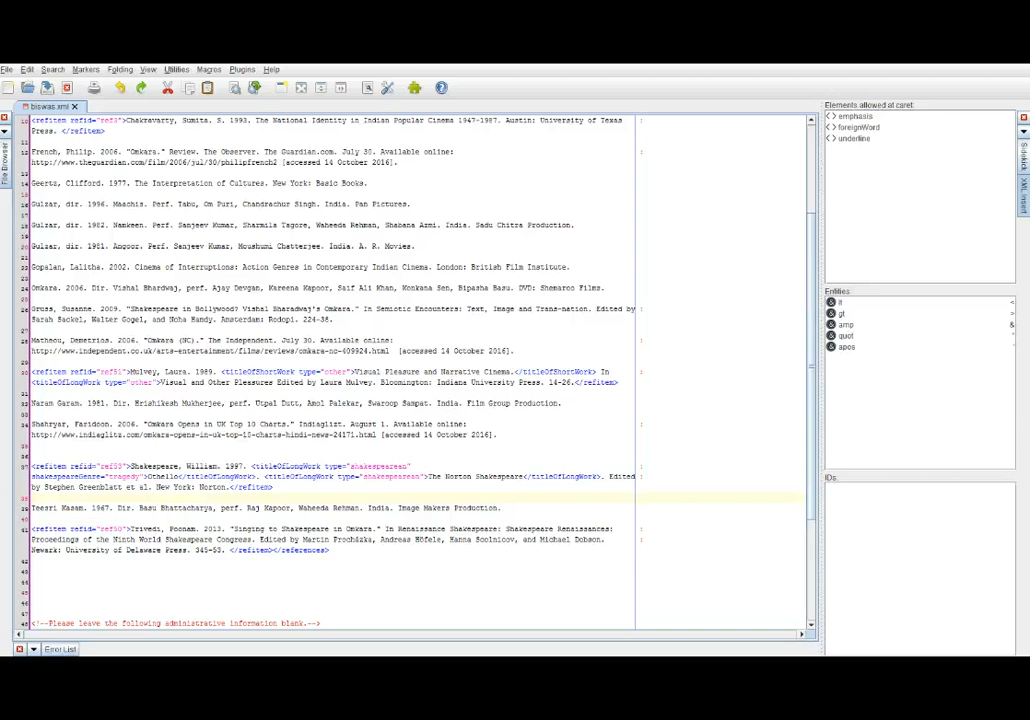 File Edit Search Markers Folding View Utilities Macros Plugins Help
biswas.xml
<refitem refid="ref3">Chakravarty, Sumita. S. 1993. The National Identity in Indian Popular Cinema 1947-1987. Austin: University of Texas
Press. </refitem>
French, Philip. 2006. "Omkara." Review. The Observer. The Guardian.com. July 30. Available online:
http://www.theguardian.com/film/2006/jul/30/philipfrench2 [accessed 14 October 2016].
Geertz, Clifford. 1977. The Interpretation of Cultures. New York: Basic Books.
Gulzar, dir. 1996. Maachis. Perf. Tabu, Om Puri, Chandrachur Singh. India. Pan Pictures.
Gulzar, dir. 1982. Namkeen. Perf. Sanjeev Kumar, Sharmila Tagore, Waheeda Rehman, Shabana Azmi. India. Sadu Chitra Production.
Gulzar, dir. 1981. Angoor. Perf. Sanjeev Kumar, Moushumi Chatterjee. India. A. R. Movies.
Gopalan, Lalitha. 2002. Cinema of Interruptions: Action Genres in Contemporary Indian Cinema. London: British Film Institute.
Omkara. 2006. Dir. Vishal Bhardwaj, perf. Ajay Devgan, Kareena Kapoor, Saif Ali Khan, Konkana Sen, Bipasha Basu. DVD: Shemaroo Films.
Gruss, Susanne. 2009. "Shakespeare in Bollywood? Vishal Bharadwaj's Omkara." In Semiotic Encounters: Text, Image and Trans-nation. Edited by
Sarah Sackel, Walter Gogel, and Noha Hamdy. Amsterdam: Rodopi. 224-38.
Matheou, Demetrios. 2006. "Omkara (NC)." The Independent. July 30. Available online:
http://www.independent.co.uk/arts-entertainment/films/reviews/omkara-nc-409924.html [accessed 14 October 2016].
<refitem refid="ref51">Mulvey, Laura. 1989. <titleOfShortWork type="other">Visual Pleasure and Narrative Cinema.</titleOfShortWork> In
<titleOfLongWork type="other">Visual and Other Pleasures Edited by Laura Mulvey. Bloomington: Indiana University Press. 14-26.</refitem>
Naram Garam. 1981. Dir. Hrishikesh Mukherjee, perf. Utpal Dutt, Amol Palekar, Swaroop Sampat. India. Film Group Production.
Shahryar, Faridoon. 2006. "Omkara Opens in UK Top 10 Charts." Indiaglitz. August 1. Available online:
http://www.indiaglitz.com/omkara-opens-in-uk-top-10-charts-hindi-news-24171.html [accessed 14 October 2016].
<refitem refid="ref53">Shakespeare, William. 1997. <titleOfLongWork type="shakespearean"
shakespeareGenre="tragedy">Othello</titleOfLongWork>. <titleOfLongWork type="shakespearean">The Norton Shakespeare</titleOfLongWork>. Edited
by Stephen Greenblatt et al. New York: Norton.</refitem>
Teesri Kasam. 1967. Dir. Basu Bhattacharya, perf. Raj Kapoor, Waheeda Rehman. India. Image Makers Production.
<refitem refid="ref50">Trivedi, Poonam. 2013. "Singing to Shakespeare in Omkara." In Renaissance Shakespeare: Shakespeare Renaissances:
Proceedings of the Ninth World Shakespeare Congress. Edited by Martin Procházka, Andreas Höfele, Hanna Scolnicov, and Michael Dobson.
Newark: University of Delaware Press. 345-53. </refitem></references>
<!--Please leave the following administrative information blank.-->
Error List
File Browser
Elements allowed at caret:
<> emphasis
<> foreignWord
<> underline
Entities:
lt <
gt >
amp &
quot "
apos '
IDs:
Sidekick
XML Insert